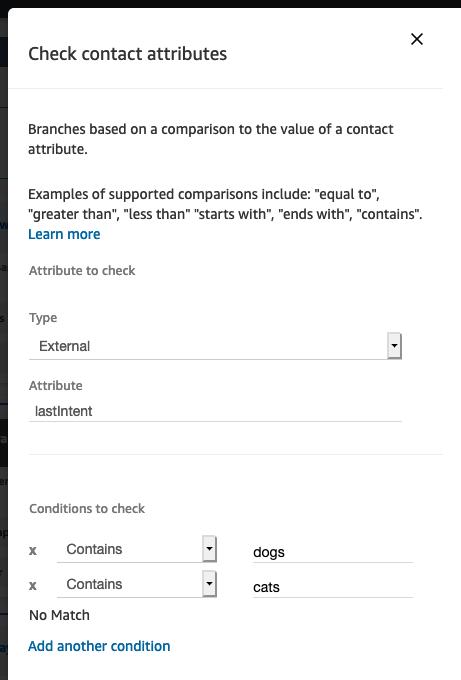 Check contact attributes
Branches based on a comparison to the value of a contact
attribute.
Examples of supported comparisons include: "equal to",
"greater than", "less than" "starts with", "ends with", "contains".
Learn more
Attribute to check
Type
External
Attribute
lastIntent
Conditions to check
x Contains dogs
x Contains cats
No Match
Add another condition